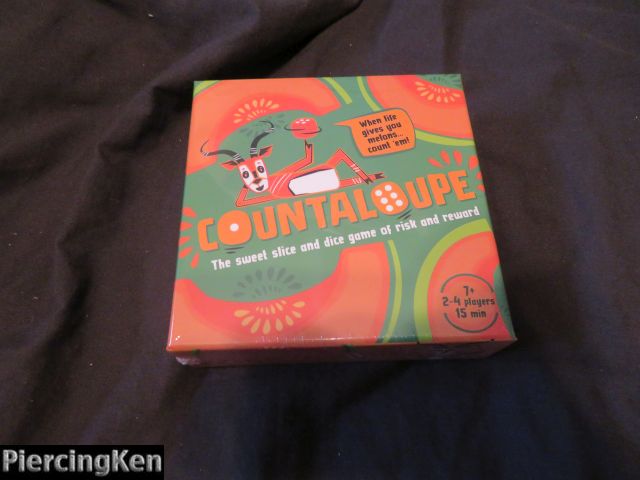 When life
gives you
melons...
count 'em!
COUNTALOUPE
The sweet slice and dice game of risk and reward
7+
2-4 players
15 min
PiercingKen